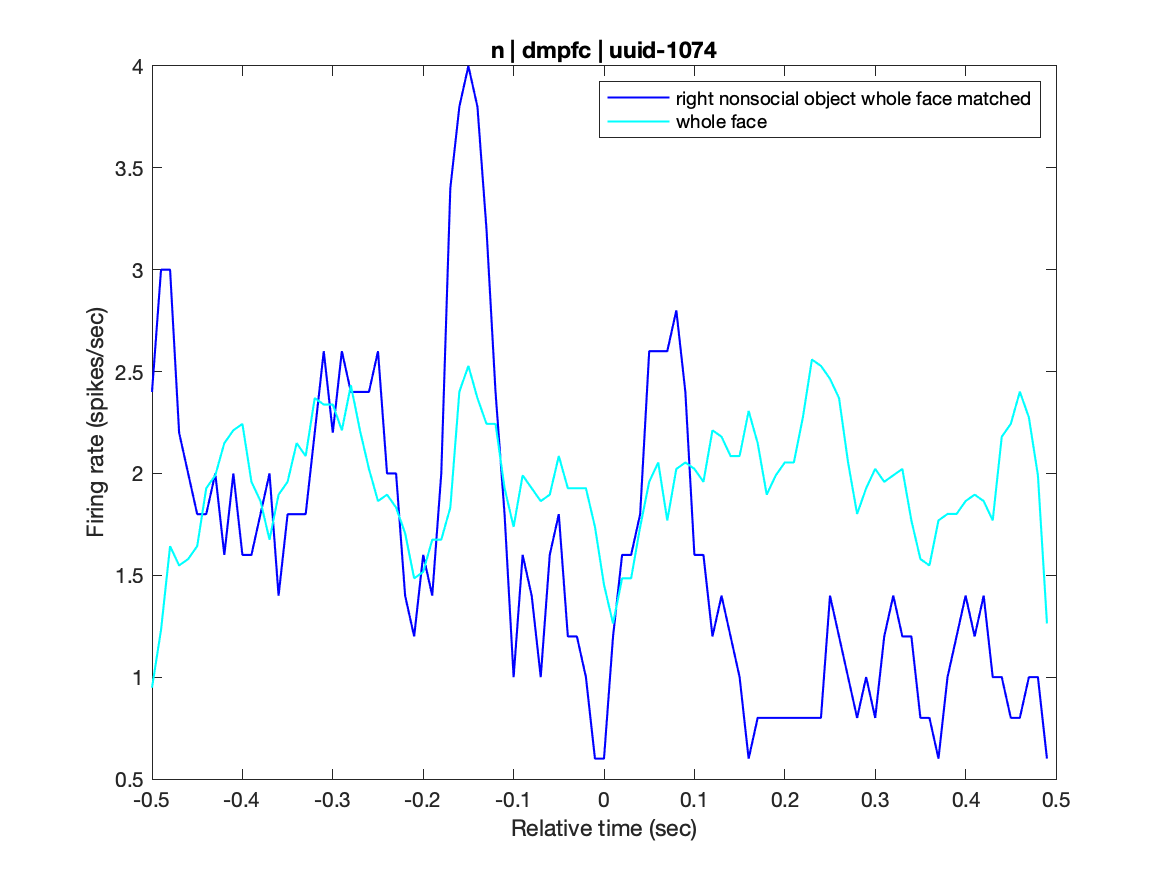 n | dmpfc | uuid-1074
right nonsocial object whole face matched
whole face
Firing rate (spikes/sec)
4
3.5
3
2.5
2
1.5
1
0.5
-0.5 -0.4 -0.3 -0.2 -0.1 0 0.1 0.2 0.3 0.4 0.5
Relative time (sec)